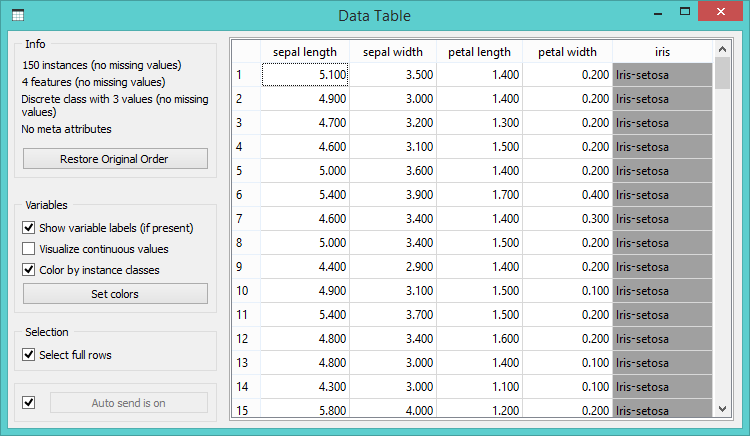 Data Table
Info
150 instances (no missing values)
4 features (no missing values)
Discrete class with 3 values (no missing
values)
No meta attributes
Restore Original Order
Variables
Show variable labels (if present)
Visualize continuous values
Color by instance classes
Set colors
Selection
Select full rows
Auto send is on
sepal length sepal width petal length petal width iris
1 5.100 3.500 1.400 0.200 Iris-setosa
2 4.900 3.000 1.400 0.200 Iris-setosa
3 4.700 3.200 1.300 0.200 Iris-setosa
4 4.600 3.100 1.500 0.200 Iris-setosa
5 5.000 3.600 1.400 0.200 Iris-setosa
6 5.400 3.900 1.700 0.400 Iris-setosa
7 4.600 3.400 1.400 0.300 Iris-setosa
8 5.000 3.400 1.500 0.200 Iris-setosa
9 4.400 2.900 1.400 0.200 Iris-setosa
10 4.900 3.100 1.500 0.100 Iris-setosa
11 5.400 3.700 1.500 0.200 Iris-setosa
12 4.800 3.400 1.600 0.200 Iris-setosa
13 4.800 3.000 1.400 0.100 Iris-setosa
14 4.300 3.000 1.100 0.100 Iris-setosa
15 5.800 4.000 1.200 0.200 Iris-setosa